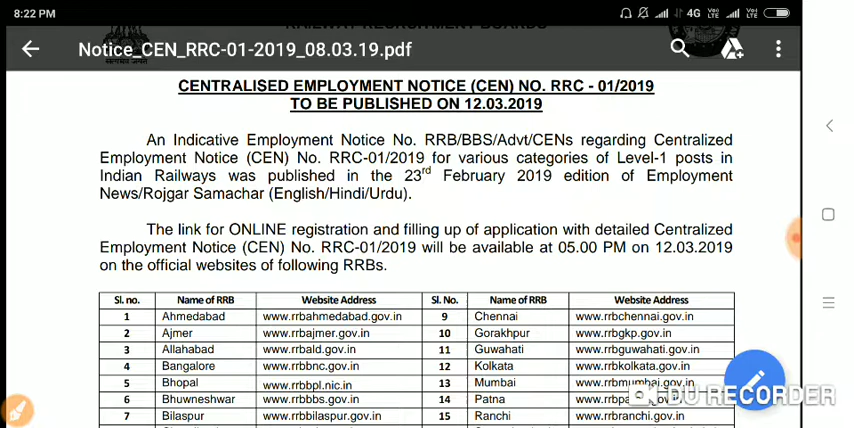 8:22 PM
4G VoLTE VoLTE
Notice_CEN_RRC-01-2019_08.03.19.pdf
CENTRALISED EMPLOYMENT NOTICE (CEN) NO. RRC - 01/2019
TO BE PUBLISHED ON 12.03.2019
An Indicative Employment Notice No. RRB/BBS/Advt/CENs regarding Centralized
Employment Notice (CEN) No. RRC-01/2019 for various categories of Level-1 posts in
Indian Railways was published in the 23rd February 2019 edition of Employment
News/Rojgar Samachar (English/Hindi/Urdu).
The link for ONLINE registration and filling up of application with detailed Centralized
Employment Notice (CEN) No. RRC-01/2019 will be available at 05.00 PM on 12.03.2019
on the official websites of following RRBs.
Sl. no. Name of RRB Website Address Sl. No. Name of RRB Website Address
1 Ahmedabad www.rrbahmedabad.gov.in 9 Chennai www.rrbchennai.gov.in
2 Ajmer www.rrbajmer.gov.in 10 Gorakhpur www.rrbgkp.gov.in
3 Allahabad www.rrbald.gov.in 11 Guwahati www.rrbguwahati.gov.in
4 Bangalore www.rrbbnc.gov.in 12 Kolkata www.rrbkolkata.gov.in
5 Bhopal www.rrbbpl.nic.in 13 Mumbai www.rrbmumbai.gov.in
6 Bhuwneshwar www.rrbbbs.gov.in 14 Patna
7 Bilaspur www.rrbbilaspur.gov.in 15 Ranchi www.rrbranchi.gov.in
DU RECORDER